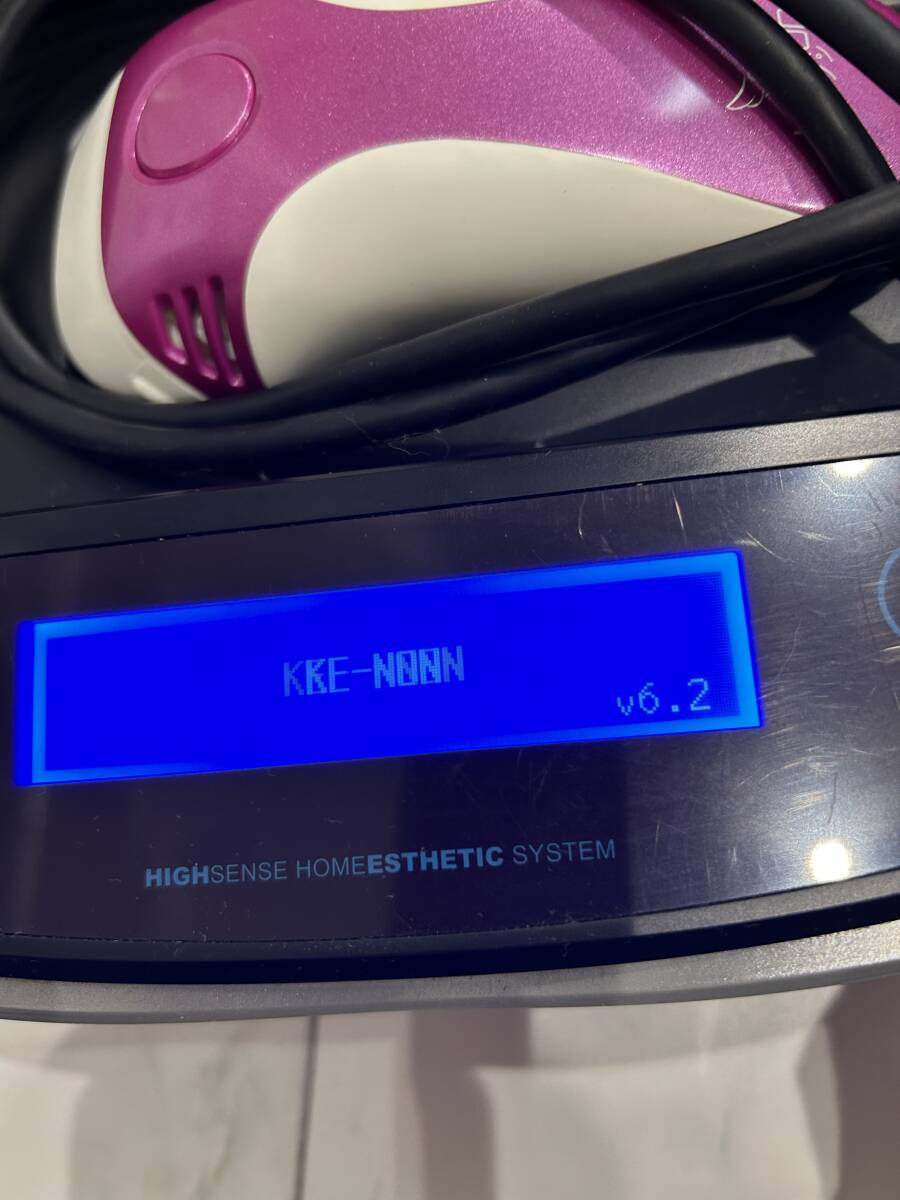 KE-NON
v6.2
HIGHSENSE HOMEESTHETIC SYSTEM